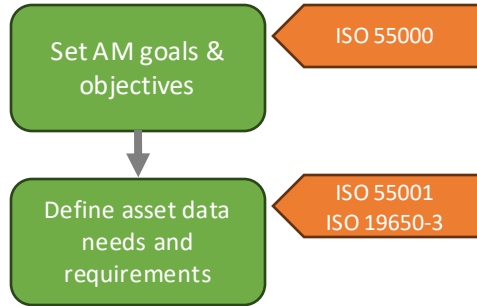 Set AM goals &
objectives
ISO 55000
Define asset data
needs and
requirements
ISO 55001
ISO 19650-3